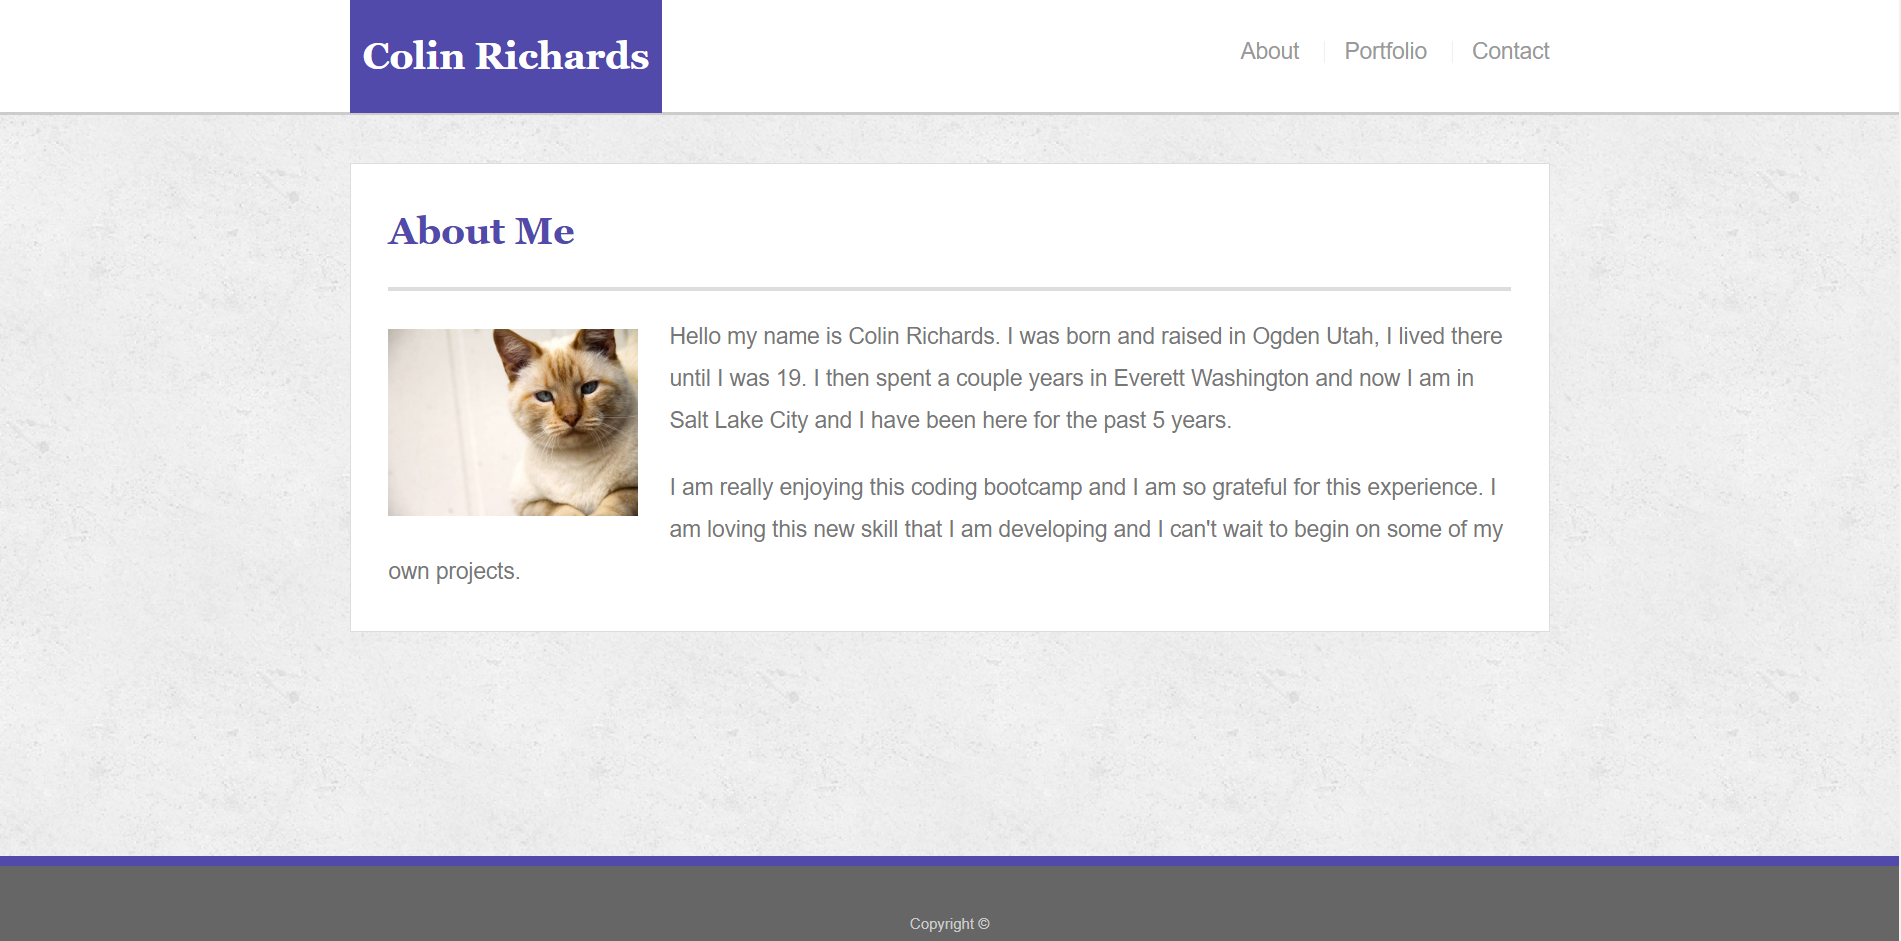 Colin Richards
About
Portfolio
Contact
About Me
Hello my name is Colin Richards. I was born and raised in Ogden Utah, I lived there
until I was 19. I then spent a couple years in Everett Washington and now I am in
Salt Lake City and I have been here for the past 5 years.
I am really enjoying this coding bootcamp and I am so grateful for this experience. I
am loving this new skill that I am developing and I can't wait to begin on some of my
own projects.
Copyright ©